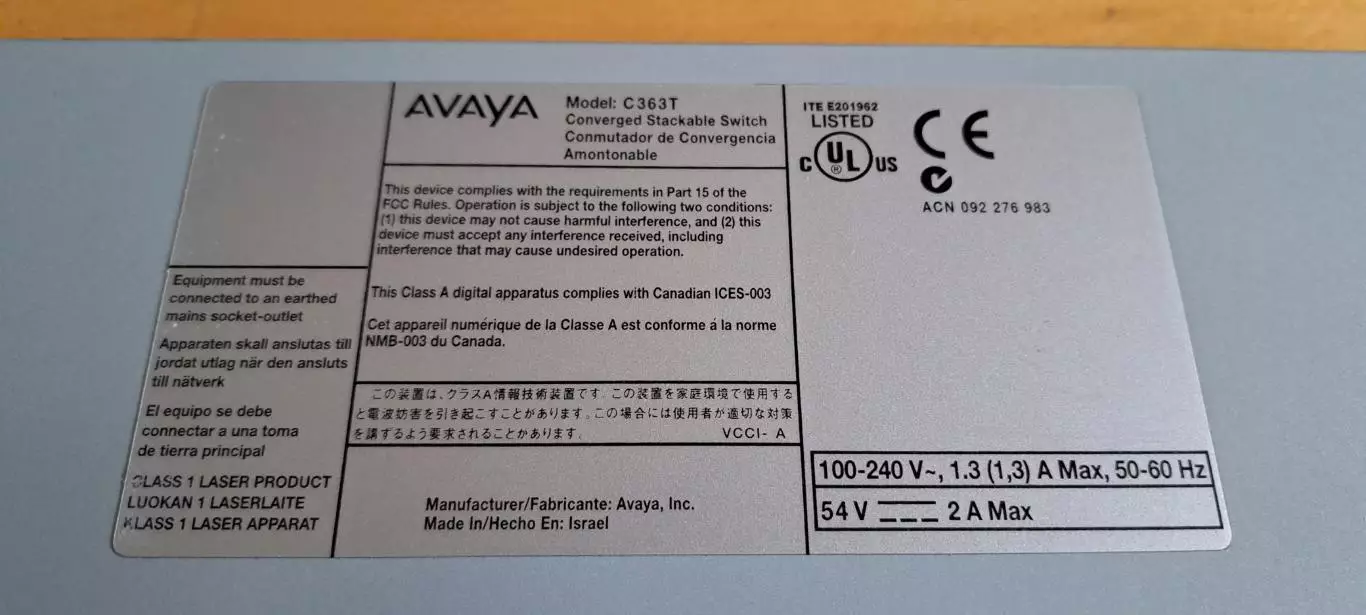 AVAYA
Model: C363T
Converged Stackable Switch
Conmutador de Convergencia
Amontonable
This device complies with the requirements in Part 15 of the
FCC Rules. Operation is subject to the following two conditions:
(1) this device may not cause harmful interference, and (2) this
device must accept any interference received, including
interference that may cause undesired operation.
This Class A digital apparatus complies with Canadian ICES-003
Cet appareil numérique de la Classe A est conforme á la norme
NMB-003 du Canada.
この装置は、クラスA情報技術装置です。この装置を家庭環境で使用する
と電波妨害を引き起こすことがあります。この場合には使用者が適切な対策
を講ずるよう要求されることがあります。 VCCI- A
Manufacturer/Fabricante: Avaya, Inc.
Made In/Hecho En: Israel
Equipment must be
connected to an earthed
mains socket-outlet
Apparaten skall anslutas till
jordat utlag när den ansluts
till nätverk
El equipo se debe
conectar a una toma
de tierra principal
CLASS 1 LASER PRODUCT
LUOKAN 1 LASERLAITE
KLASS 1 LASER APPARAT
ITE E201962
LISTED
C UL ® US
CE
N
ACN 092 276 983
100-240 V~, 1.3 (1,3) A Max, 50-60 Hz
54 V ⎓ 2 A Max